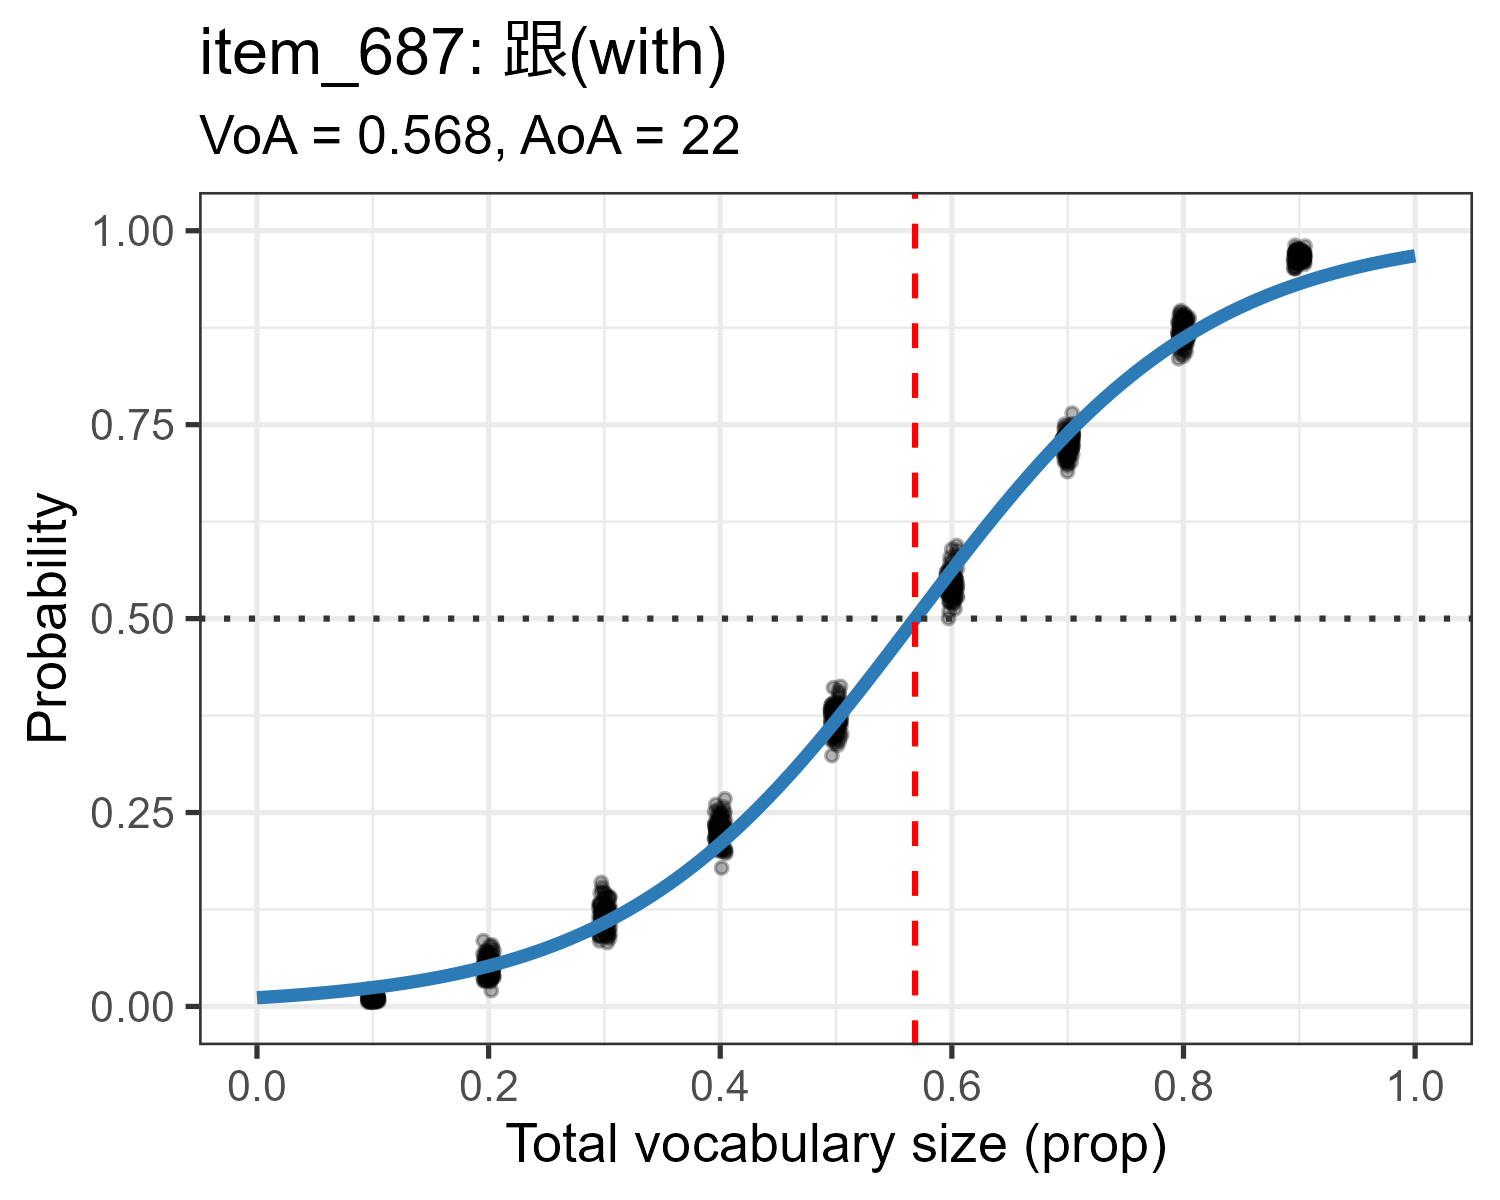 item_687: 跟(with)
VoA = 0.568, AoA = 22
1.00
0.75
0.50
0.25
0.00
Probability
0.0 0.2 0.4 0.6 0.8 1.0
Total vocabulary size (prop)